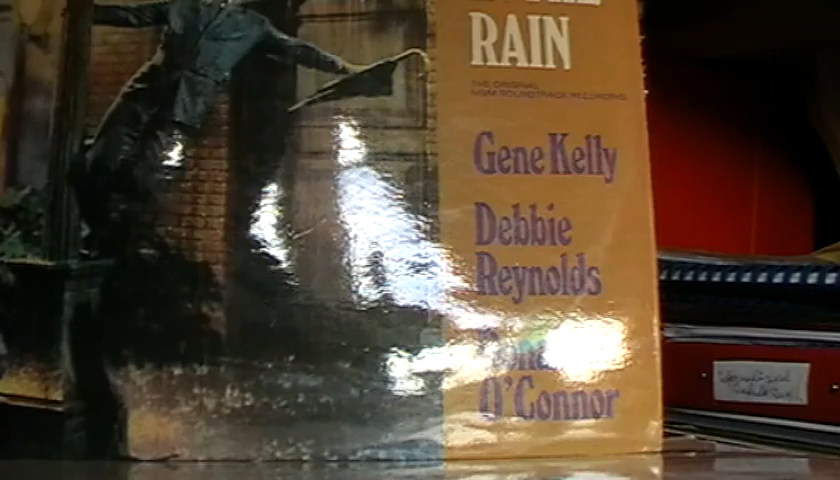 RAIN
THE ORIGINAL
MGM SOUNDTRACK RECORDING
Gene Kelly
Debbie
Reynolds
O'Connor